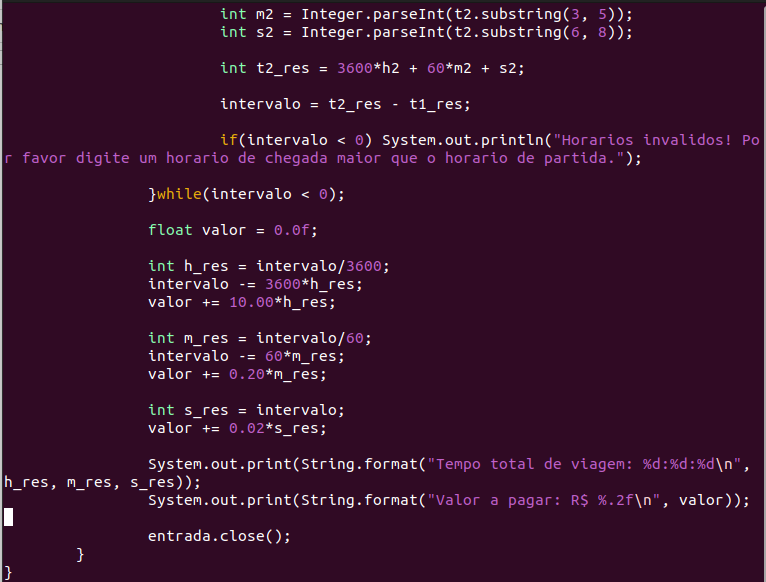 int m2 = Integer.parseInt(t2.substring(3, 5));
int s2 = Integer.parseInt(t2.substring(6, 8));
int t2_res = 3600*h2 + 60*m2 + s2;
intervalo = t2_res - t1_res;
if(intervalo < 0) System.out.println("Horarios invalidos! Po
r favor digite um horario de chegada maior que o horario de partida.");
}while(intervalo < 0);
float valor = 0.0f;
int h_res = intervalo/3600;
intervalo -= 3600*h_res;
valor += 10.00*h_res;
int m_res = intervalo/60;
intervalo -= 60*m_res;
valor += 0.20*m_res;
int s_res = intervalo;
valor += 0.02*s_res;
System.out.print(String.format("Tempo total de viagem: %d:%d:%d\n",
h_res, m_res, s_res));
System.out.print(String.format("Valor a pagar: R$ %.2f\n", valor));
entrada.close();
}
}